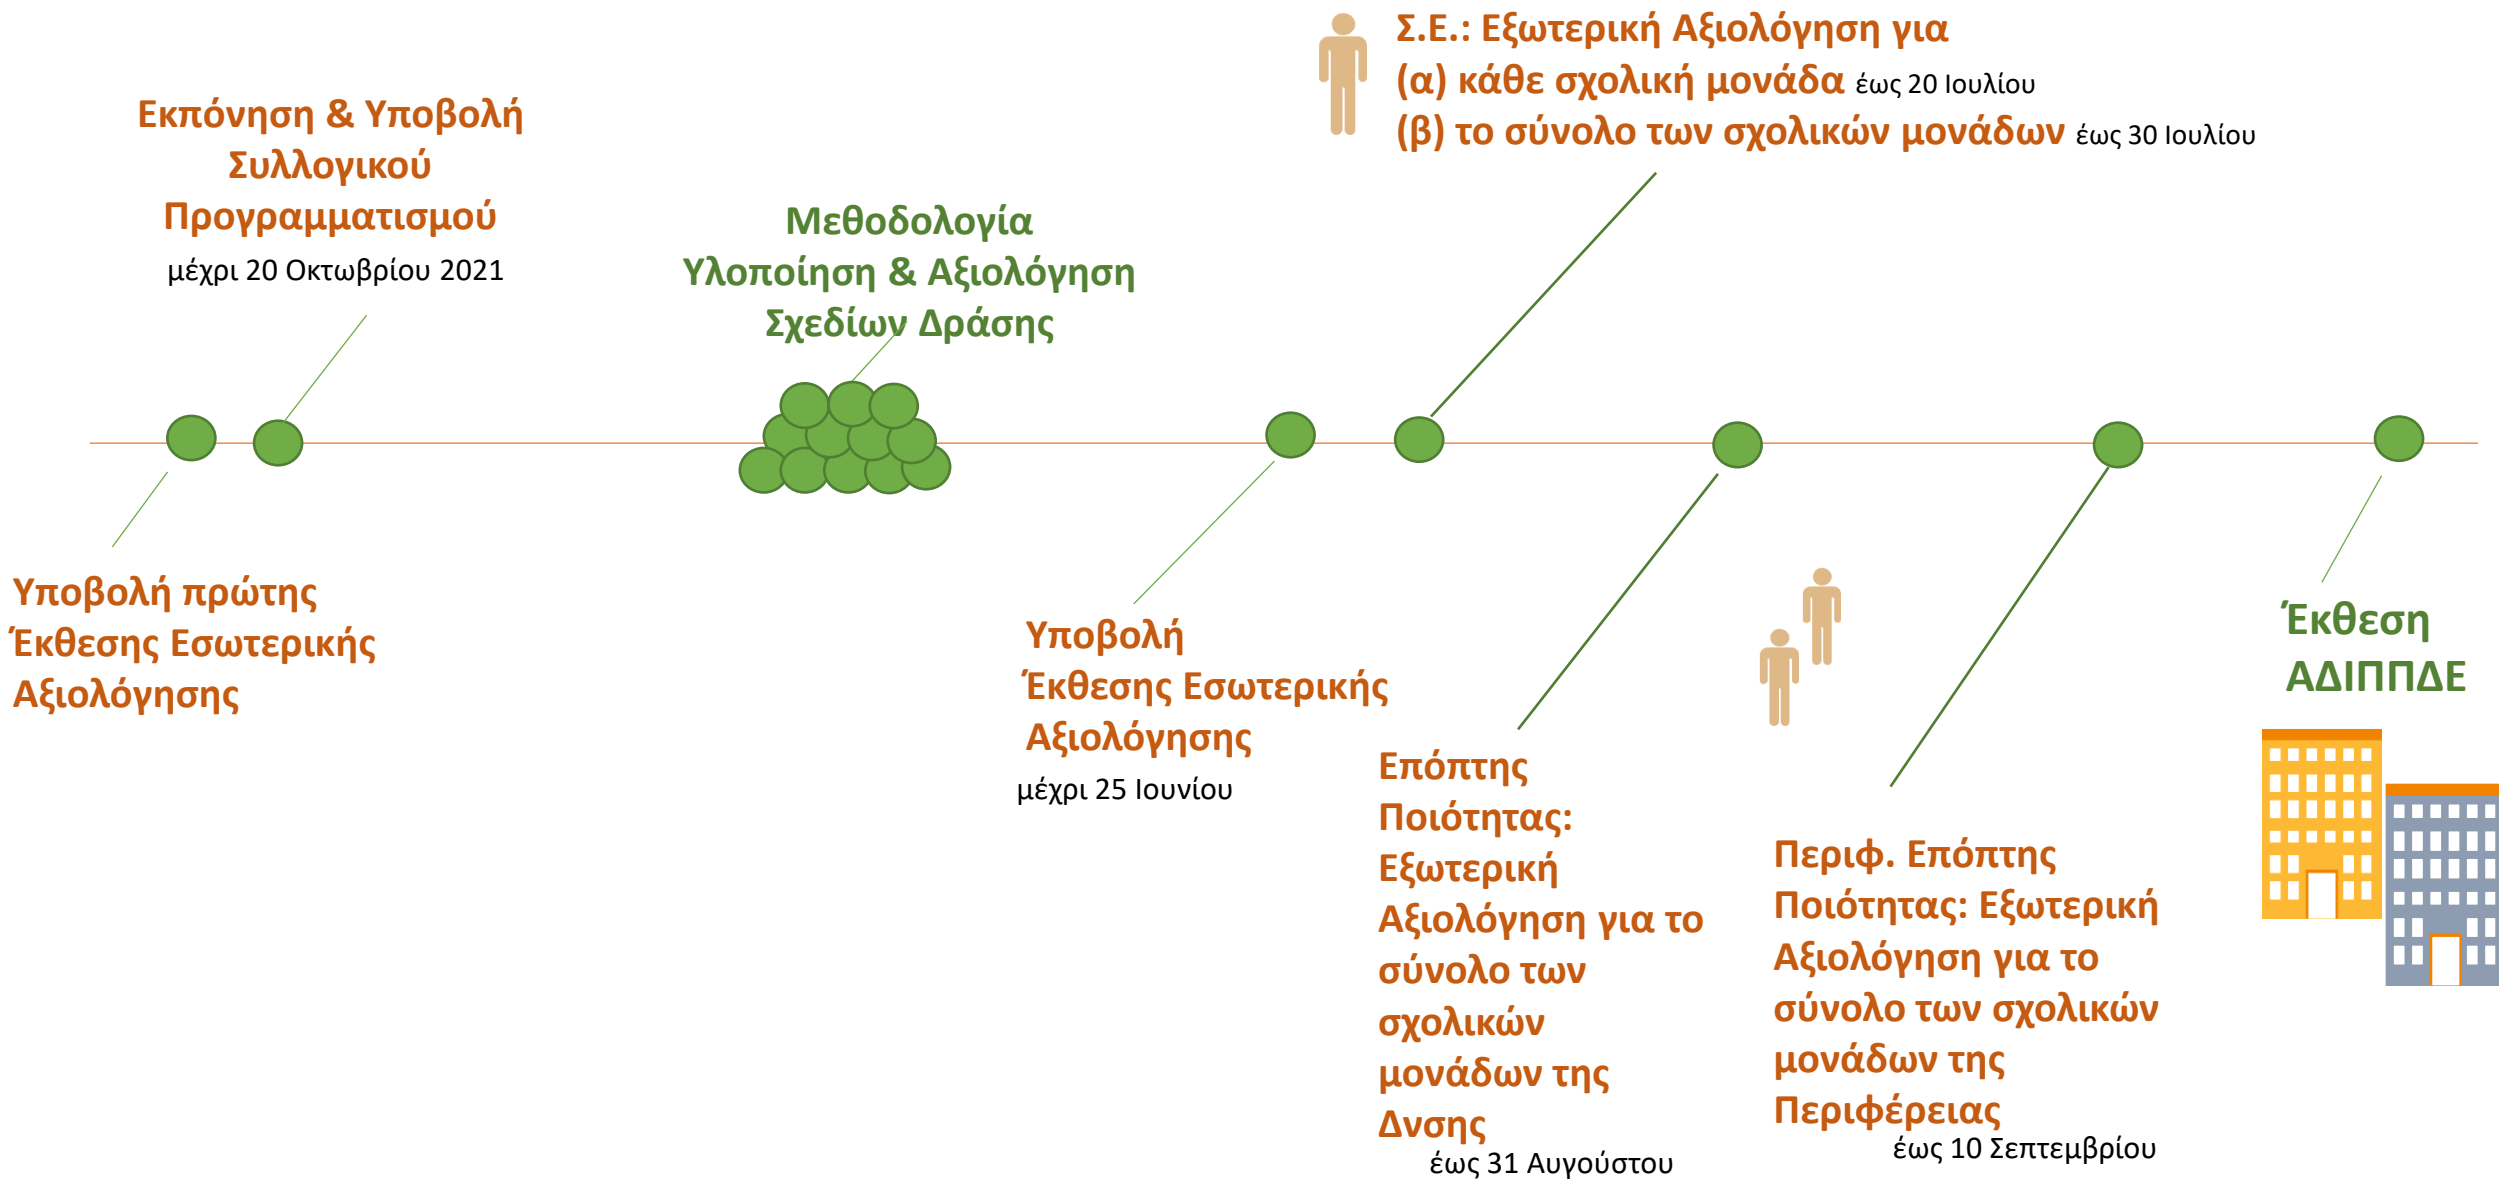 Εκπόνηση & Υποβολή
Συλλογικού
Προγραμματισμού
μέχρι 20 Οκτωβρίου 2021
Μεθοδολογία
Υλοποίηση & Αξιολόγηση
Σχεδίων Δράσης
Σ.Ε.: Εξωτερική Αξιολόγηση για
(α) κάθε σχολική μονάδα έως 20 Ιουλίου
(β) το σύνολο των σχολικών μονάδων έως 30 Ιουλίου
Υποβολή πρώτης
Έκθεσης Εσωτερικής
Αξιολόγησης
Υποβολή
Έκθεσης Εσωτερικής
Αξιολόγησης
μέχρι 25 Ιουνίου
Επόπτης
Ποιότητας:
Εξωτερική
Αξιολόγηση για το
σύνολο των
σχολικών
μονάδων της
Δνσης
έως 31 Αυγούστου
Περιφ. Επόπτης
Ποιότητας: Εξωτερική
Αξιολόγηση για το
σύνολο των σχολικών
μονάδων της
Περιφέρειας
έως 10 Σεπτεμβρίου
Έκθεση
ΑΔΙΠΠΔΕ